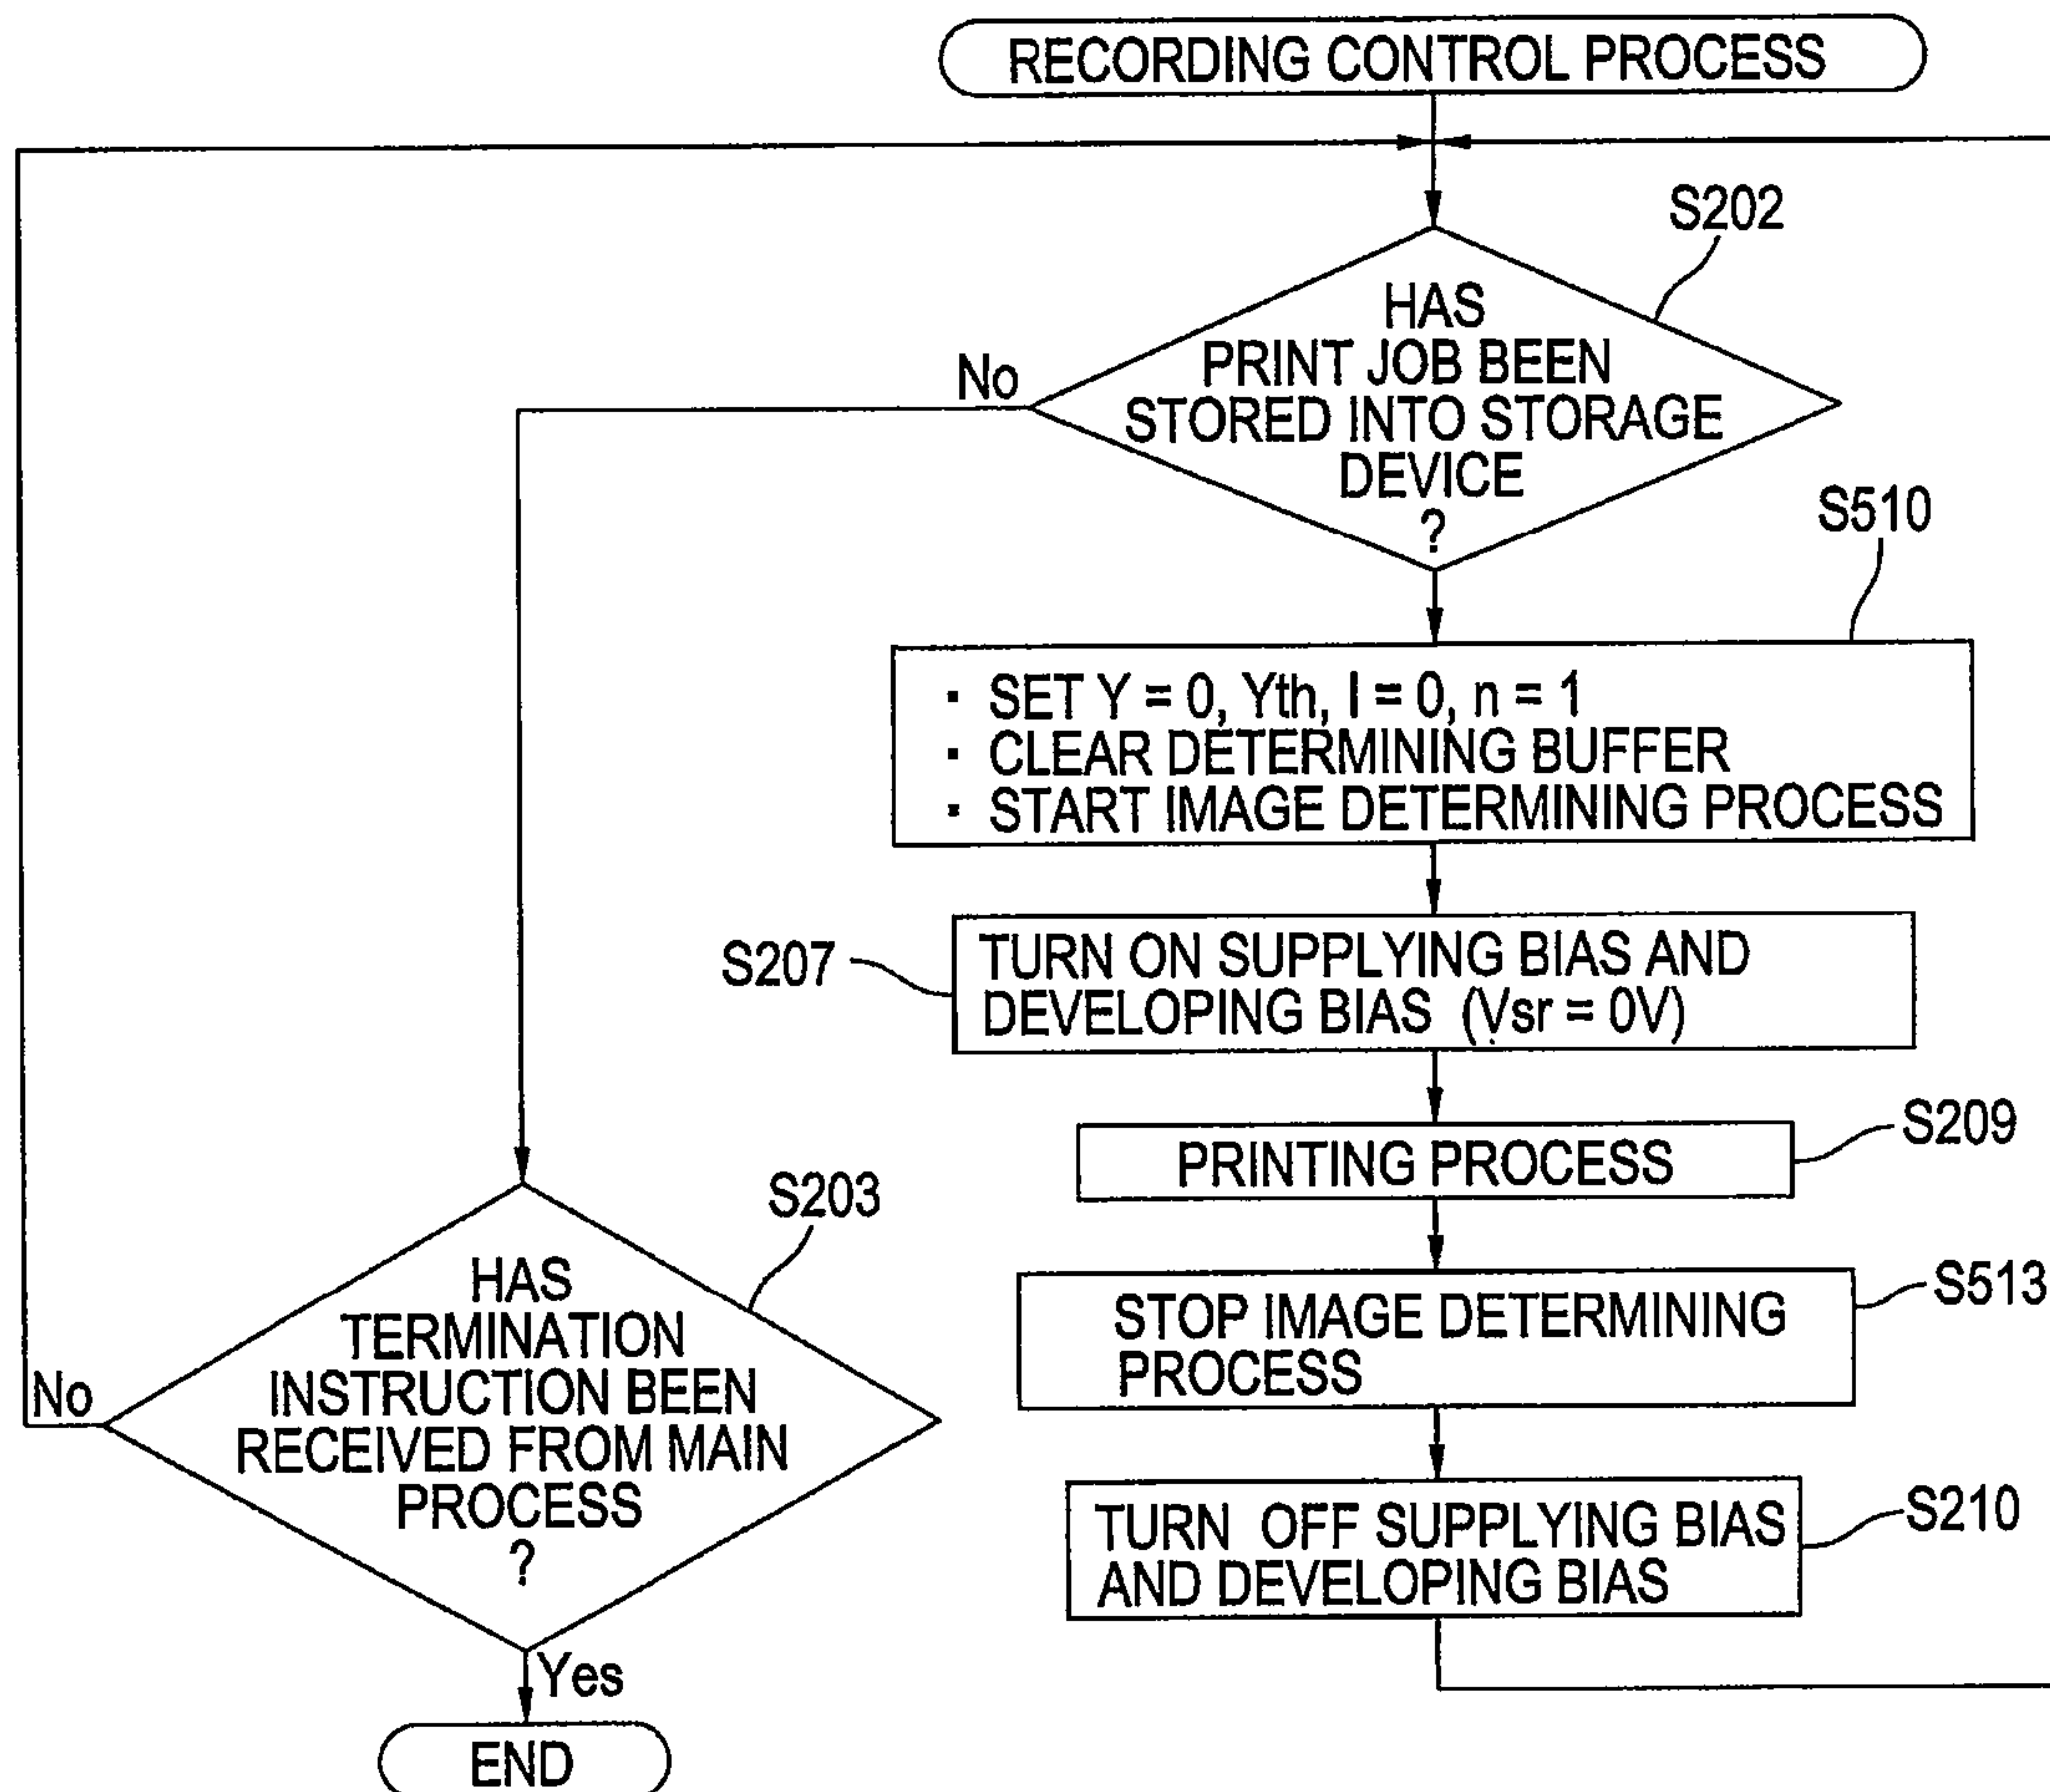 RECORDING CONTROL PROCESS
S202
HAS
PRINT JOB BEEN
STORED INTO STORAGE
DEVICE
?
No
S510
· SET Y = 0, Yth, I = 0, n = 1
· CLEAR DETERMINING BUFFER
· START IMAGE DETERMINING PROCESS
S207
TURN ON SUPPLYING BIAS AND
DEVELOPING BIAS (Vsr = 0V)
PRINTING PROCESS
S209
S203
HAS
TERMINATION
INSTRUCTION BEEN
RECEIVED FROM MAIN
PROCESS
?
No
Yes
END
STOP IMAGE DETERMINING
PROCESS
S513
TURN OFF SUPPLYING BIAS
AND DEVELOPING BIAS
S210